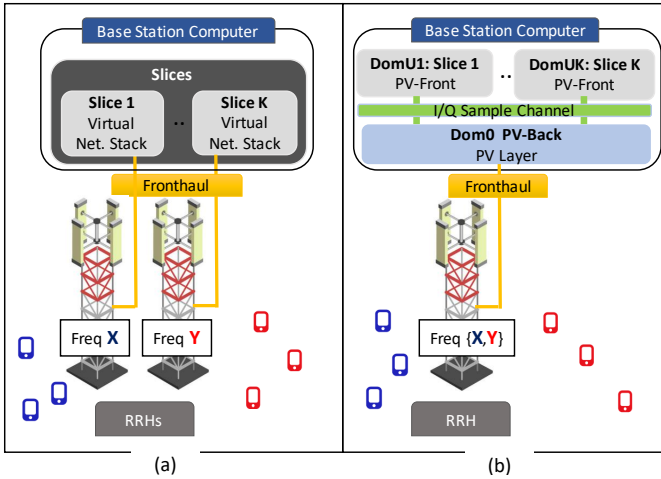 Base Station Computer
Slices
Slice 1
Virtual
Net. Stack
..
Slice K
Virtual
Net. Stack
Fronthaul
Freq X
Freq Y
RRHs
(a)
Base Station Computer
DomU1: Slice 1
PV-Front
..
DomUK: Slice K
PV-Front
I/Q Sample Channel
Dom0 PV-Back
PV Layer
Fronthaul
Freq {X,Y}
RRH
(b)